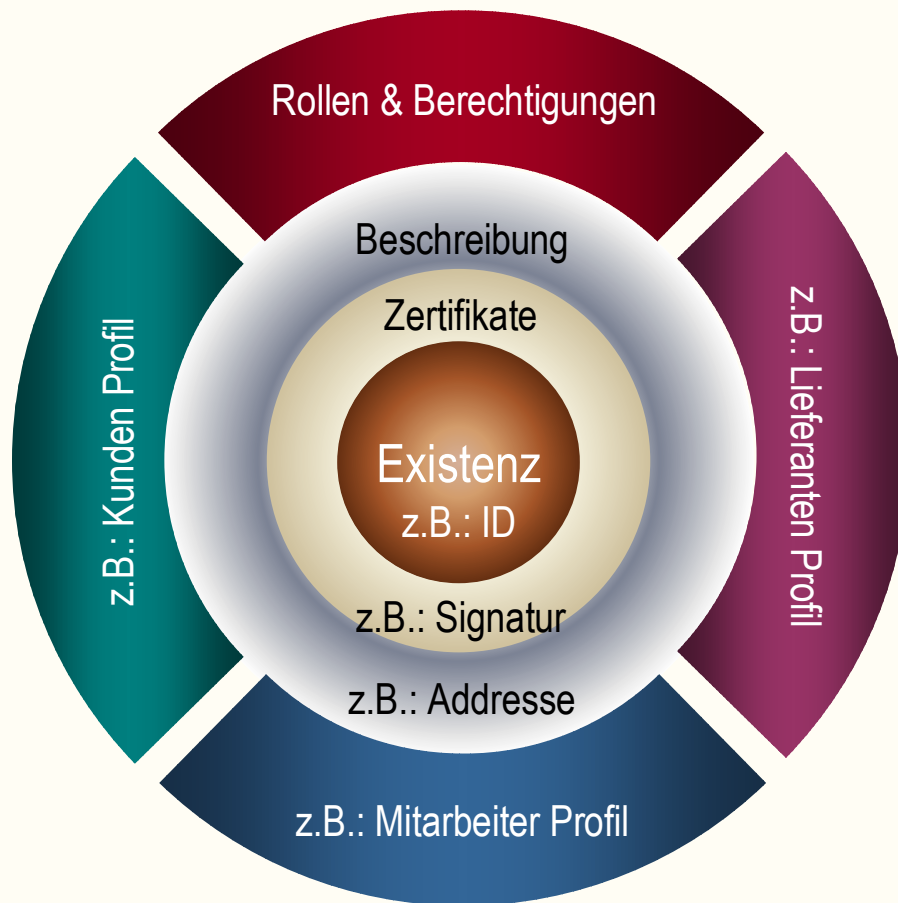 Rollen & Berechtigungen
Beschreibung
Zertifikate
z.B.: Kunden Profil
z.B.: Lieferanten Profil
Existenz
z.B.: ID
z.B.: Signatur
z.B.: Addresse
z.B.: Mitarbeiter Profil